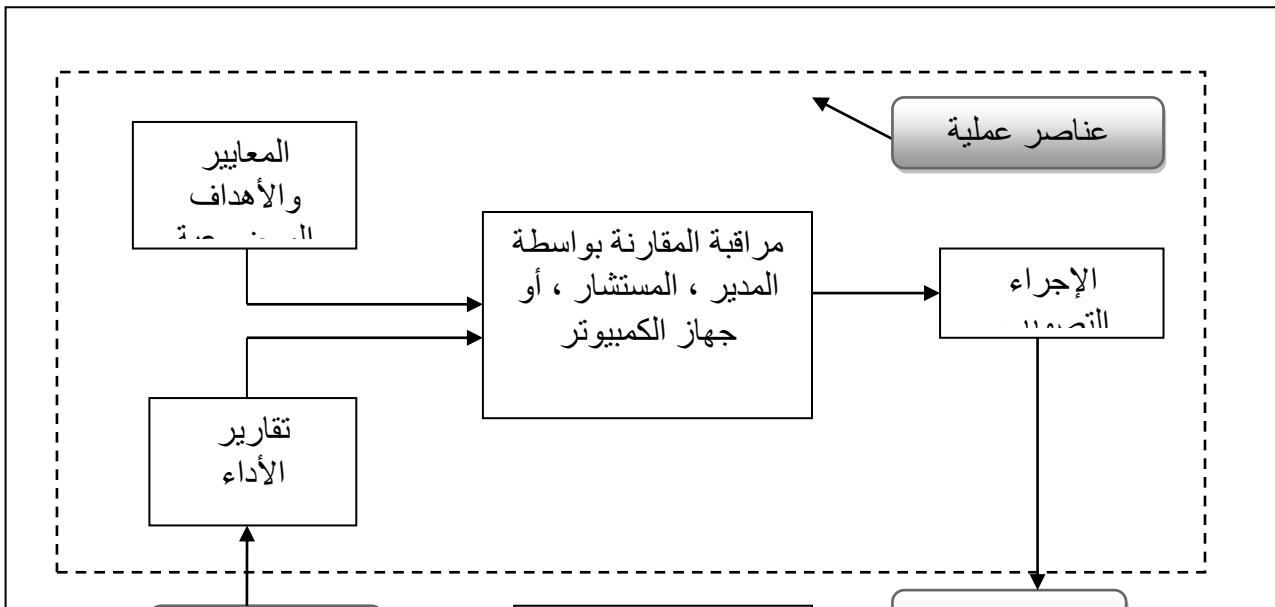 عناصر عملية
المعايير
والأهداف
مراقبة المقارنة بواسطة
المدير ، المستشار ، أو
جهاز الكمبيوتر
الإجراء
تقارير
الأداء